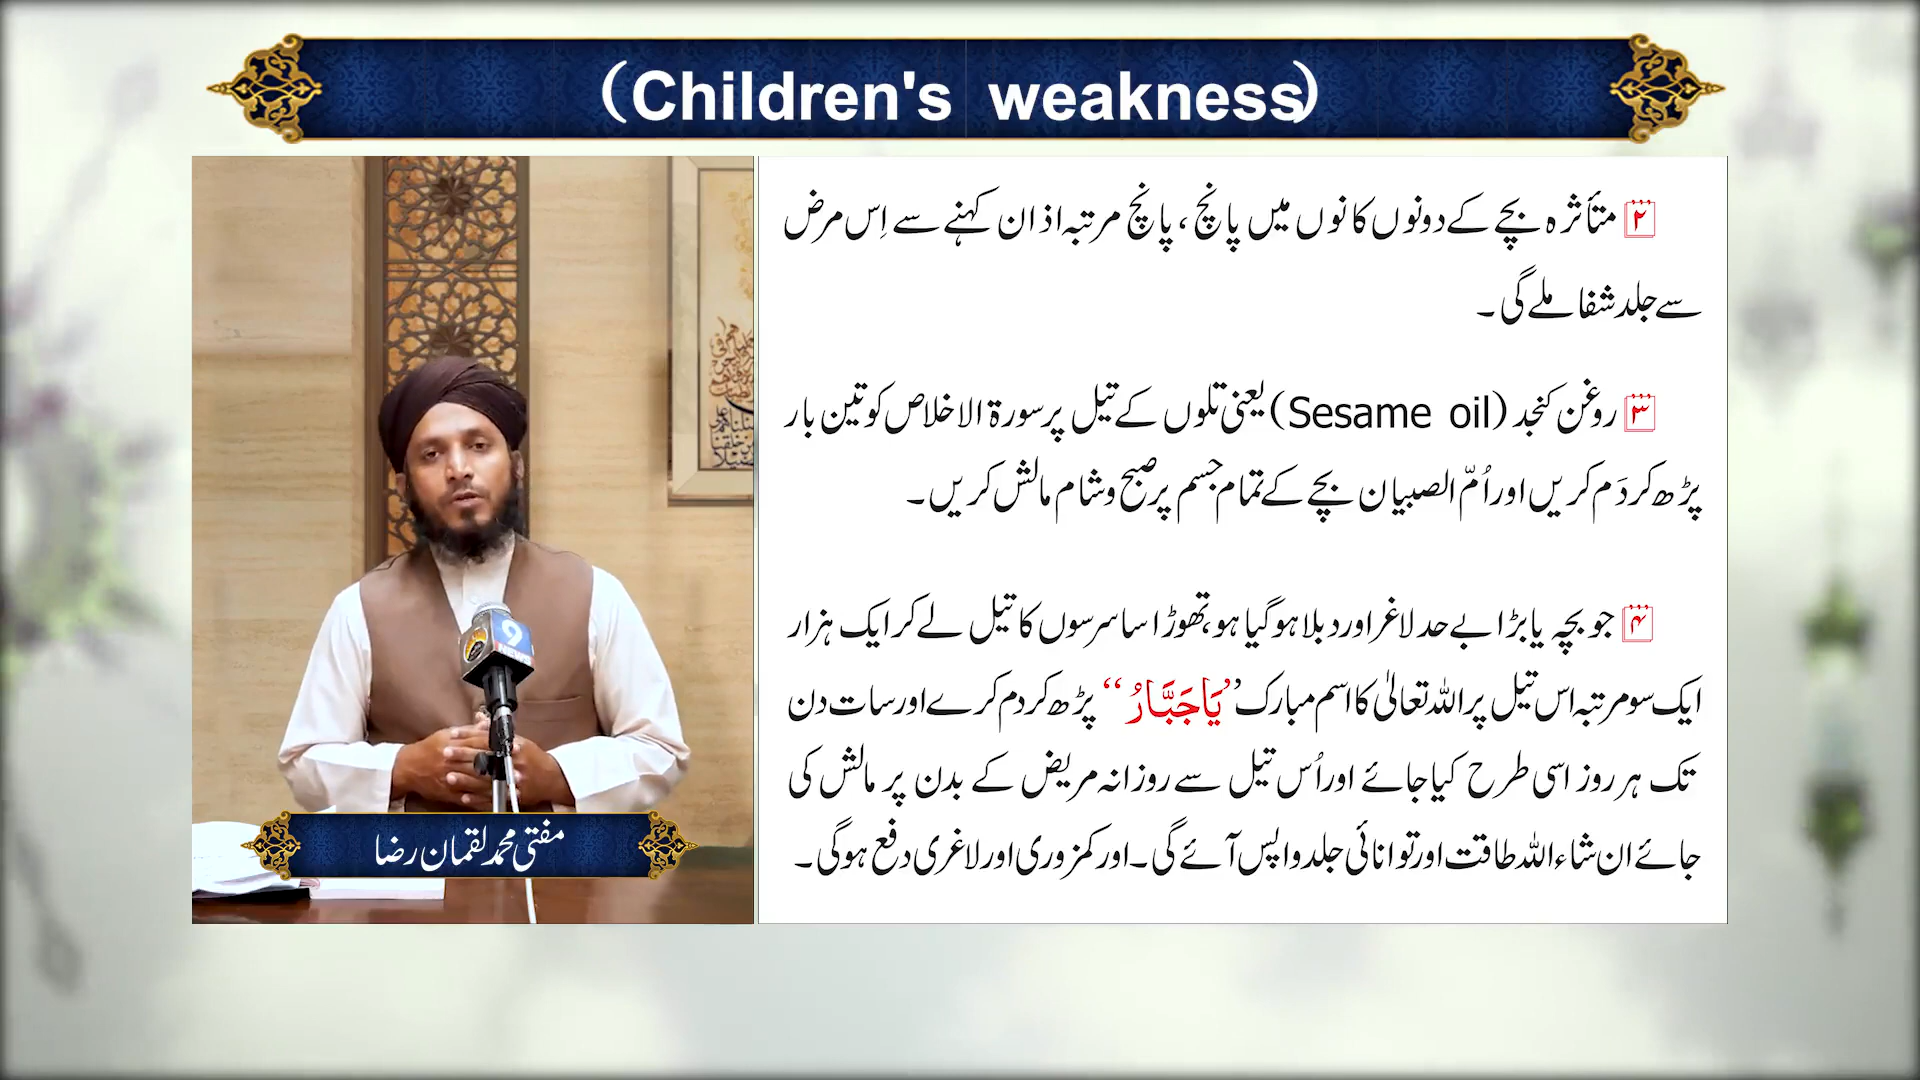 (Children's weakness)
۲ متأثرہ بچے کے دونوں کانوں میں پانچ، پانچ مرتبہ اذان کہنے سے اِس مرض
سے جلد شفا ملے گی۔
۳ روغن کنجد (Sesame oil) یعنی تلوں کے تیل پر سورۃ الاخلاص کو تین بار
پڑھ کر دَم کریں اور اُمّ الصبیان بچے کے تمام جسم پر صبح و شام مالش کریں۔
۴ جو بچہ یا بڑا بے حد لاغر اور دبلا ہو گیا ہو، تھوڑا سا سرسوں کا تیل لے کر ایک ہزار
ایک سو مرتبہ اس تیل پر اللہ تعالیٰ کا اسم مبارک ’’یَاجَبَّارُ‘‘ پڑھ کر دم کرے اور سات دن
تک ہر روز اسی طرح کیا جائے اور اُس تیل سے روزانہ مریض کے بدن پر مالش کی
جائے ان شاء اللہ طاقت اور توانائی جلد واپس آئے گی۔ اور کمزوری اور لاغری دفع ہوگی۔
9
NEWS
مفتی محمد لقمان رضا